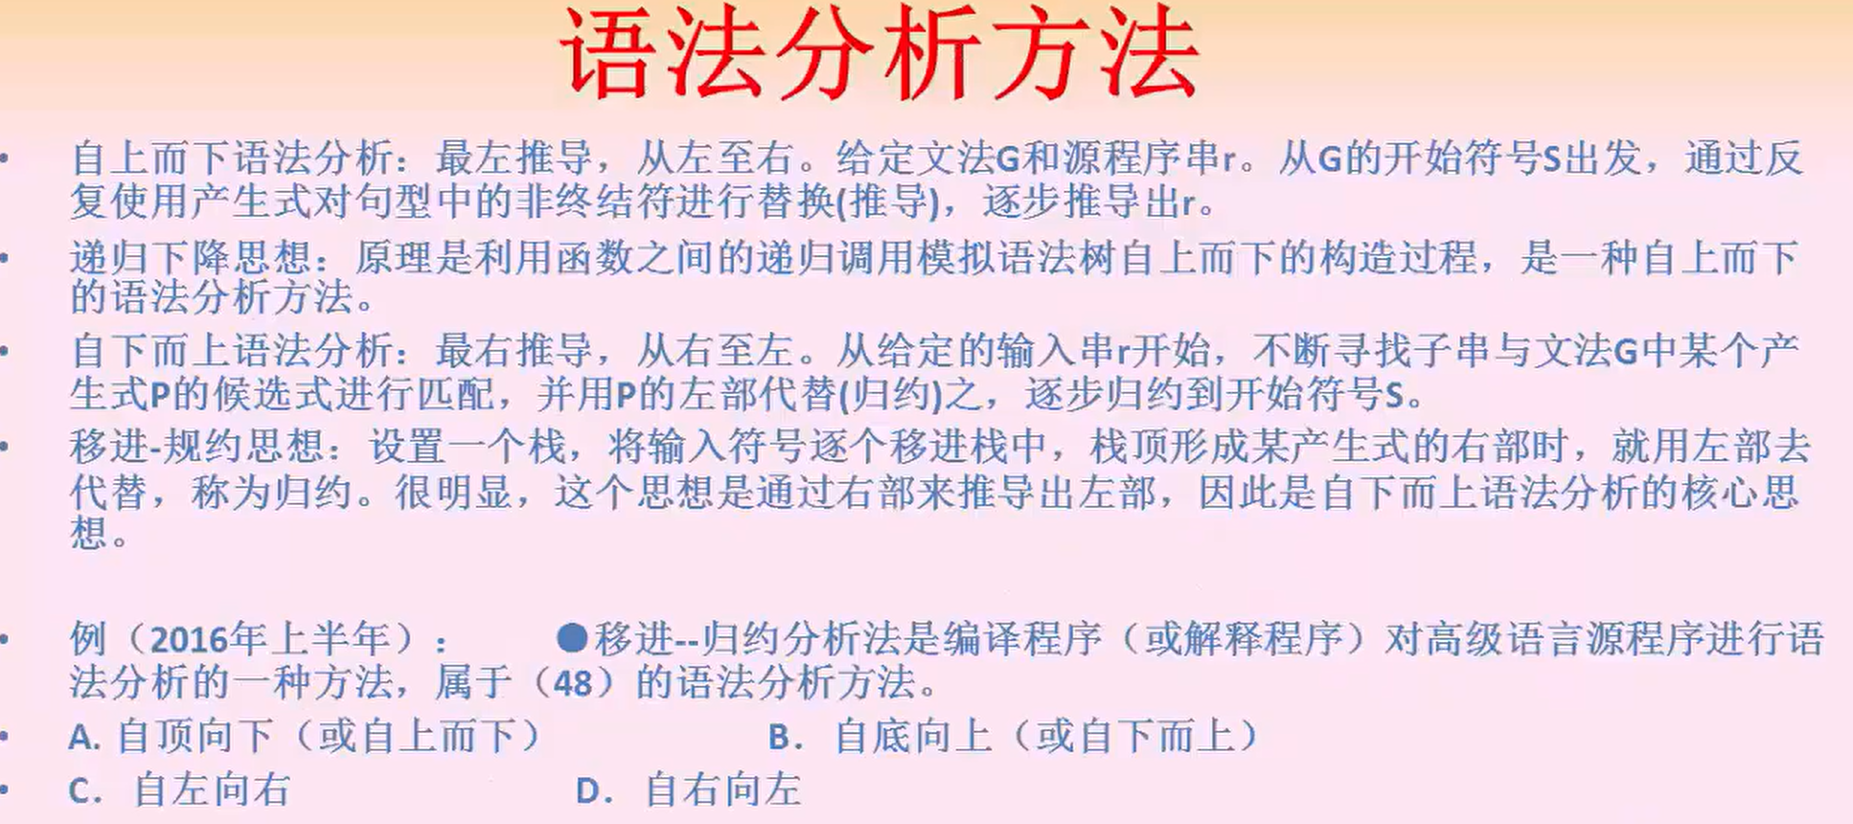 语法分析方法
• 自上而下语法分析：最左推导，从左至右。给定文法G和源程序串r。从G的开始符号S出发，通过反
复使用产生式对句型中的非终结符进行替换(推导)，逐步推导出r。
• 递归下降思想：原理是利用函数之间的递归调用模拟语法树自上而下的构造过程，是一种自上而下
的语法分析方法。
• 自下而上语法分析：最右推导，从右至左。从给定的输入串r开始，不断寻找子串与文法G中某个产
生式P的候选式进行匹配，并用P的左部代替(归约)之，逐步归约到开始符号S。
• 移进-规约思想：设置一个栈，将输入符号逐个移进栈中，栈顶形成某产生式的右部时，就用左部去
代替，称为归约。很明显，这个思想是通过右部来推导出左部，因此是自下而上语法分析的核心思
想。
• 例（2016年上半年）： ●移进--归约分析法是编译程序（或解释程序）对高级语言源程序进行语
法分析的一种方法，属于（48）的语法分析方法。
• A. 自顶向下（或自上而下） B. 自底向上（或自下而上）
• C. 自左向右 D. 自右向左